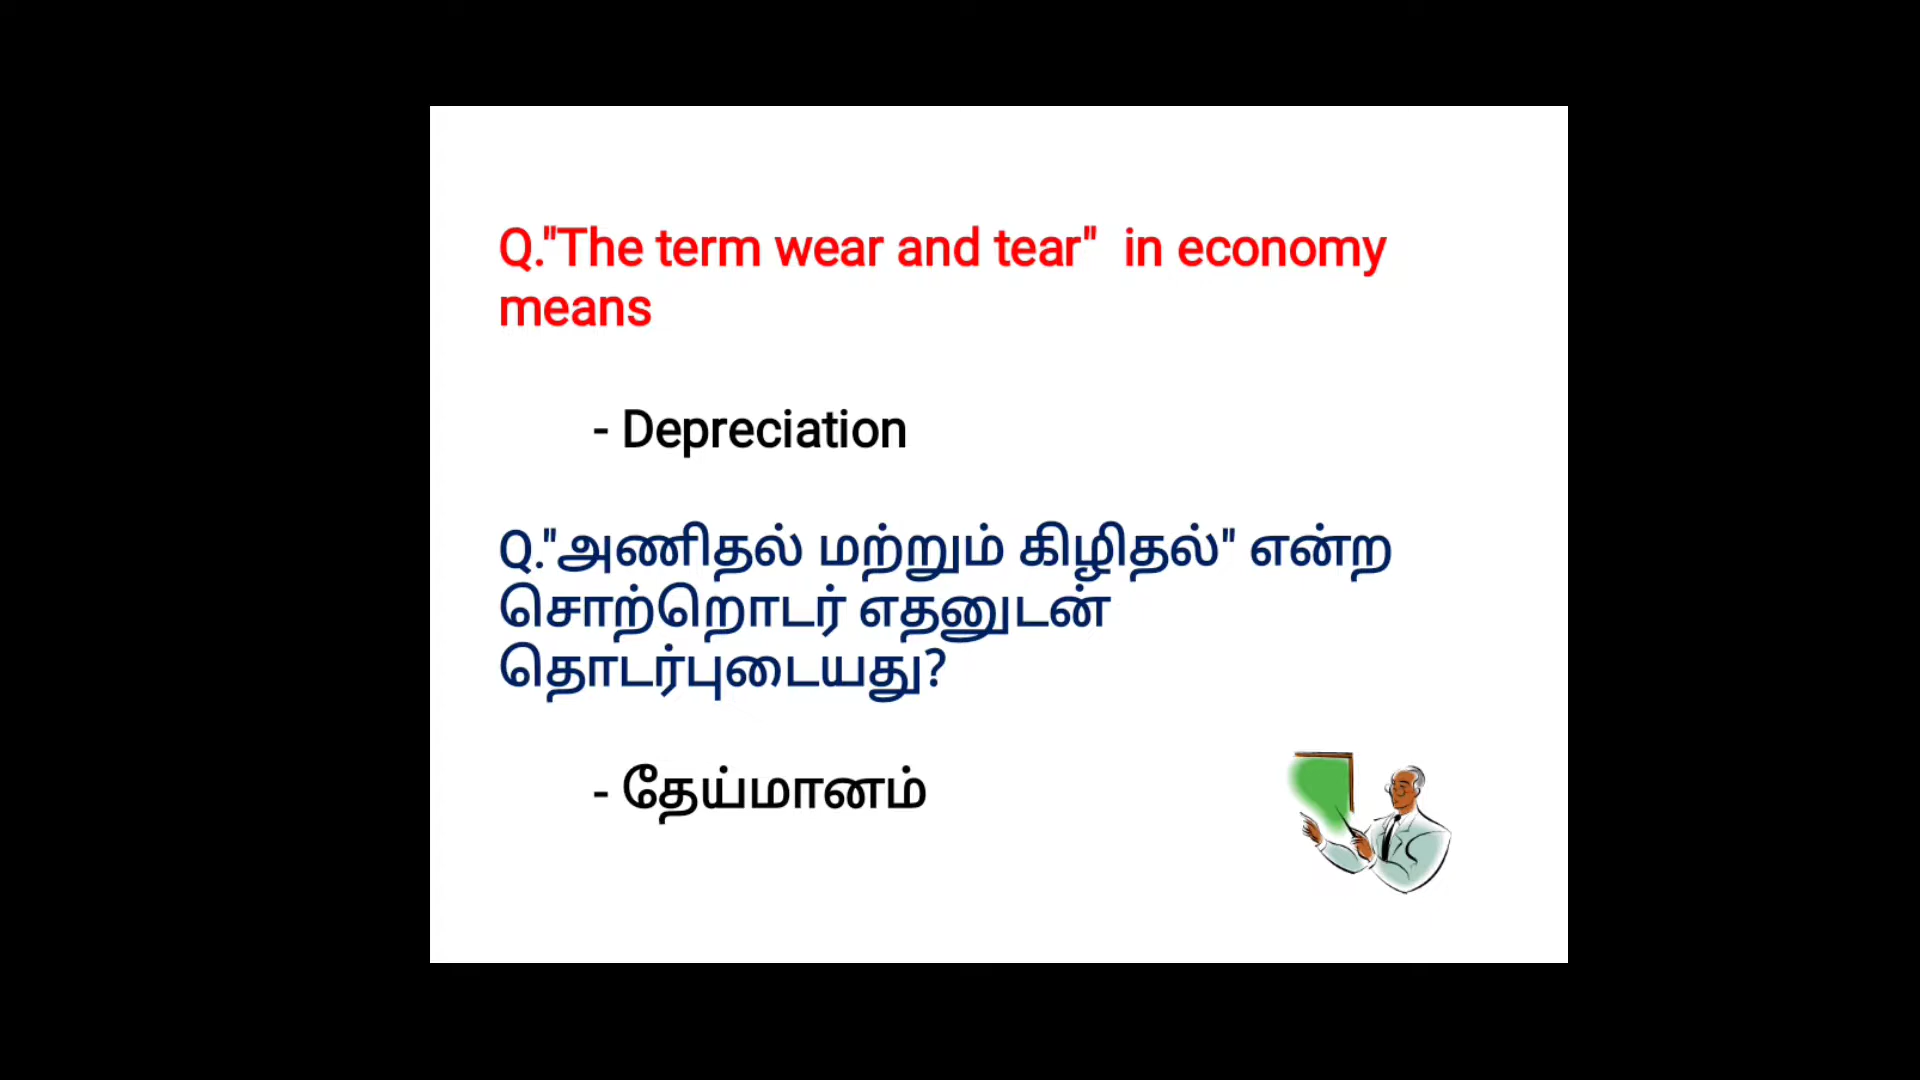 Q."The term wear and tear"  in economy
means
- Depreciation
Q."அணிதல் மற்றும் கிழிதல்" என்ற
சொற்றொடர் எதனுடன்
தொடர்புடையது?
- தேய்மானம்